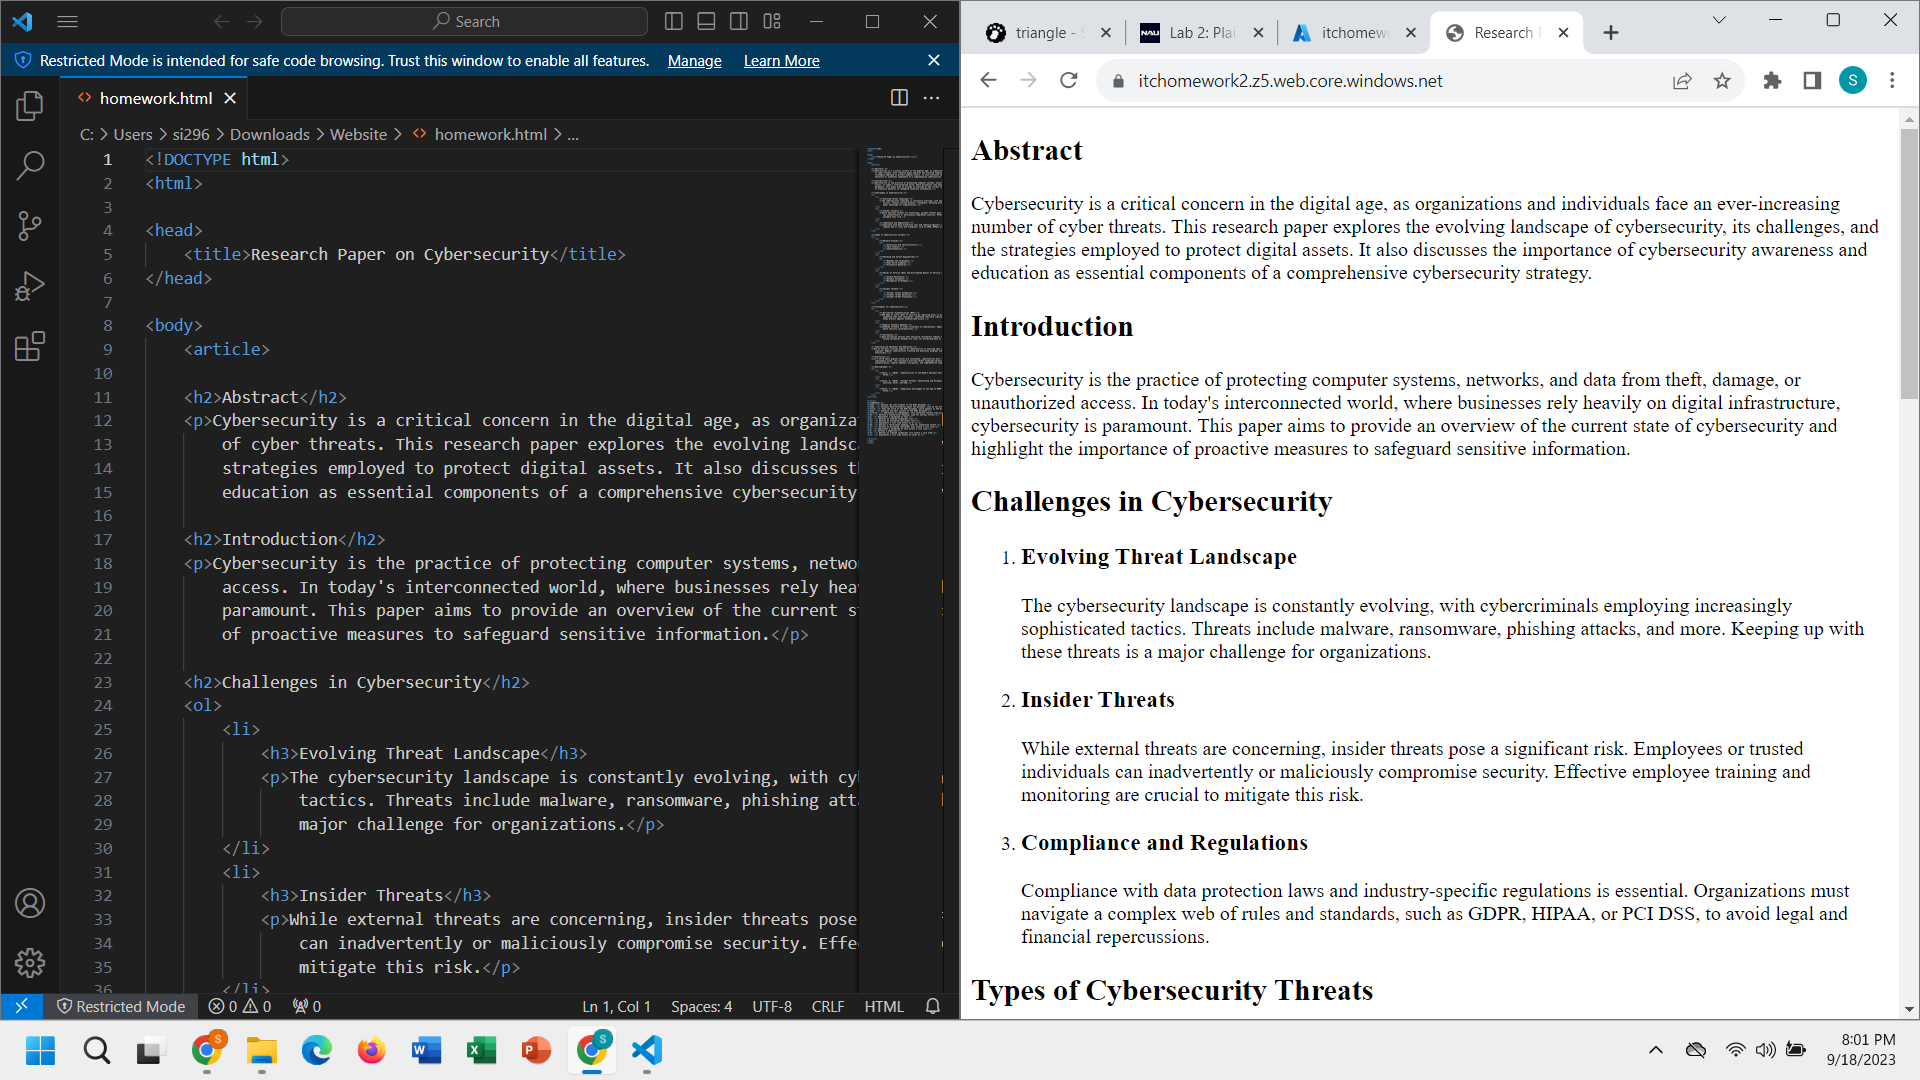 Search
Restricted Mode is intended for safe code browsing. Trust this window to enable all features. Manage Learn More
homework.html
C: > Users > si296 > Downloads > Website > homework.html > ...
1 <!DOCTYPE html>
2 <html>
3
4 <head>
5 <title>Research Paper on Cybersecurity</title>
6 </head>
7
8 <body>
9 <article>
10
11 <h2>Abstract</h2>
12 <p>Cybersecurity is a critical concern in the digital age, as organiza
13 of cyber threats. This research paper explores the evolving landsc
14 strategies employed to protect digital assets. It also discusses t
15 education as essential components of a comprehensive cybersecurity
16
17 <h2>Introduction</h2>
18 <p>Cybersecurity is the practice of protecting computer systems, netwo
19 access. In today's interconnected world, where businesses rely hea
20 paramount. This paper aims to provide an overview of the current s
21 of proactive measures to safeguard sensitive information.</p>
22
23 <h2>Challenges in Cybersecurity</h2>
24 <ol>
25 <li>
26 <h3>Evolving Threat Landscape</h3>
27 <p>The cybersecurity landscape is constantly evolving, with cy
28 tactics. Threats include malware, ransomware, phishing att
29 major challenge for organizations.</p>
30 </li>
31 <li>
32 <h3>Insider Threats</h3>
33 <p>While external threats are concerning, insider threats pose
34 can inadvertently or maliciously compromise security. Effe
35 mitigate this risk.</p>
36 </li>
Restricted Mode 0 0 0 Ln 1, Col 1 Spaces: 4 UTF-8 CRLF HTML
triangle - NAU Lab 2: Plai itchomew Research
itchomework2.z5.web.core.windows.net S
Abstract
Cybersecurity is a critical concern in the digital age, as organizations and individuals face an ever-increasing
number of cyber threats. This research paper explores the evolving landscape of cybersecurity, its challenges, and
the strategies employed to protect digital assets. It also discusses the importance of cybersecurity awareness and
education as essential components of a comprehensive cybersecurity strategy.
Introduction
Cybersecurity is the practice of protecting computer systems, networks, and data from theft, damage, or
unauthorized access. In today's interconnected world, where businesses rely heavily on digital infrastructure,
cybersecurity is paramount. This paper aims to provide an overview of the current state of cybersecurity and
highlight the importance of proactive measures to safeguard sensitive information.
Challenges in Cybersecurity
1. Evolving Threat Landscape
The cybersecurity landscape is constantly evolving, with cybercriminals employing increasingly
sophisticated tactics. Threats include malware, ransomware, phishing attacks, and more. Keeping up with
these threats is a major challenge for organizations.
2. Insider Threats
While external threats are concerning, insider threats pose a significant risk. Employees or trusted
individuals can inadvertently or maliciously compromise security. Effective employee training and
monitoring are crucial to mitigate this risk.
3. Compliance and Regulations
Compliance with data protection laws and industry-specific regulations is essential. Organizations must
navigate a complex web of rules and standards, such as GDPR, HIPAA, or PCI DSS, to avoid legal and
financial repercussions.
Types of Cybersecurity Threats
S W X P S
8:01 PM
9/18/2023